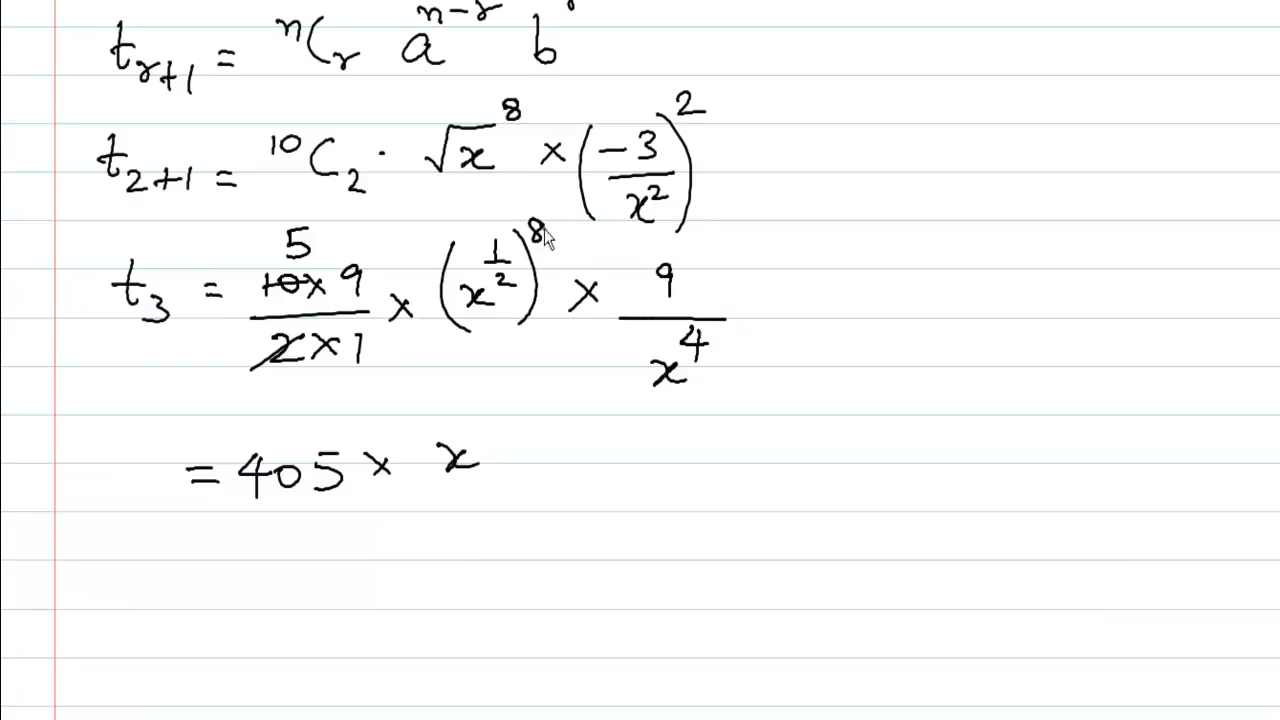 t_{r+1} = ^nC_r a^{n-r} b
t_{2+1} = ^{10}C_2 · √x^8 × (-3/x^2)^2
t_3 = (10×9)/(2×1) 5 × (x^{1/2})^8 × 9/x^4
= 405 × x